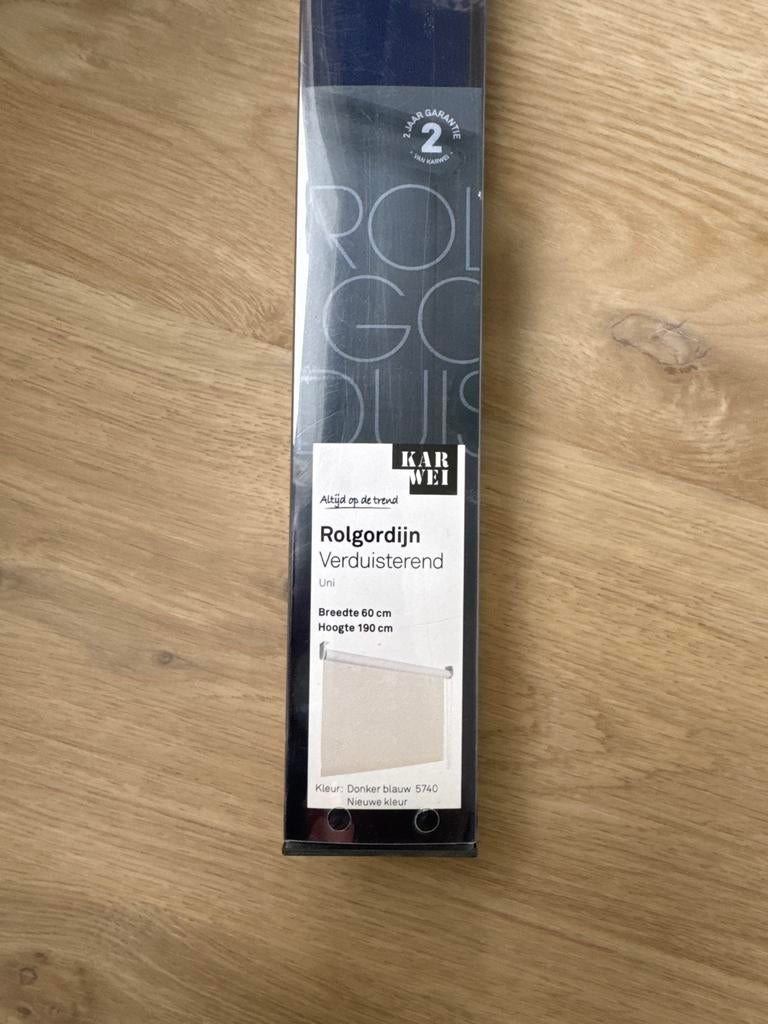 2 JAAR GARANTIE
2
- VAN KARWEI -
ROL
GO
DUIS
KAR
WEI
Altijd op de trend
Rolgordijn
Verduisterend
Uni
Breedte 60 cm
Hoogte 190 cm
Kleur: Donker blauw 5740
Nieuwe kleur